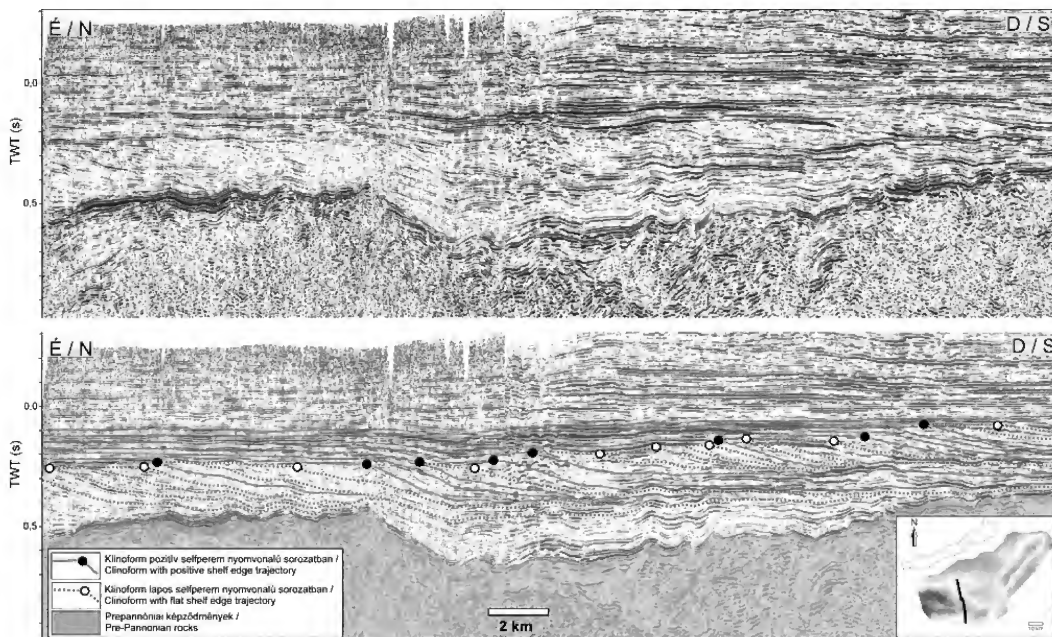 É / N
D / S
0,0
TWT (s)
0,5
É / N
D / S
0,0
TWT (s)
0,5
Klinoform pozitív selfperem nyomvonalú sorozatban /
Clinoform with positive shelf edge trajectory
Klinoform lapos selfperem nyomvonalú sorozatban /
Clinoform with flat shelf edge trajectory
Prepannóniai képződmények /
Pre-Pannonian rocks
2 km
N